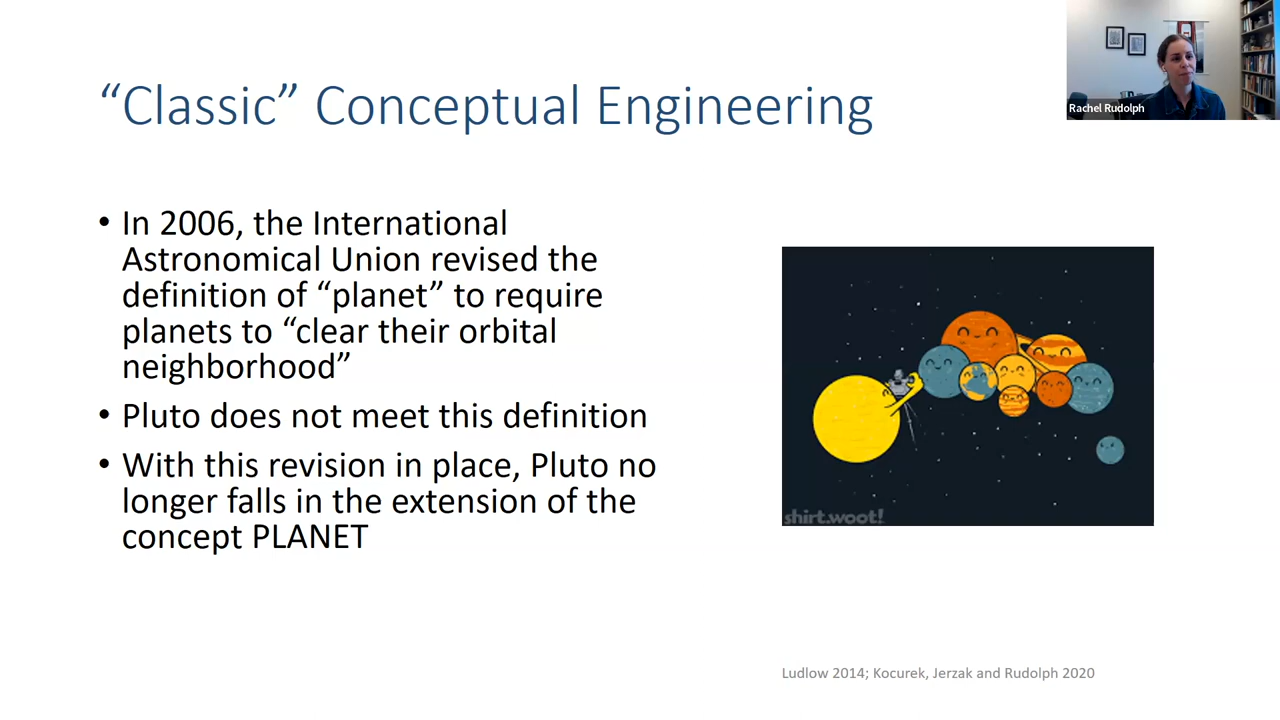 “Classic” Conceptual Engineering
Rachel Rudolph
• In 2006, the International
Astronomical Union revised the
definition of “planet” to require
planets to “clear their orbital
neighborhood”
• Pluto does not meet this definition
• With this revision in place, Pluto no
longer falls in the extension of the
concept PLANET
shirt.woot!
Ludlow 2014; Kocurek, Jerzak and Rudolph 2020